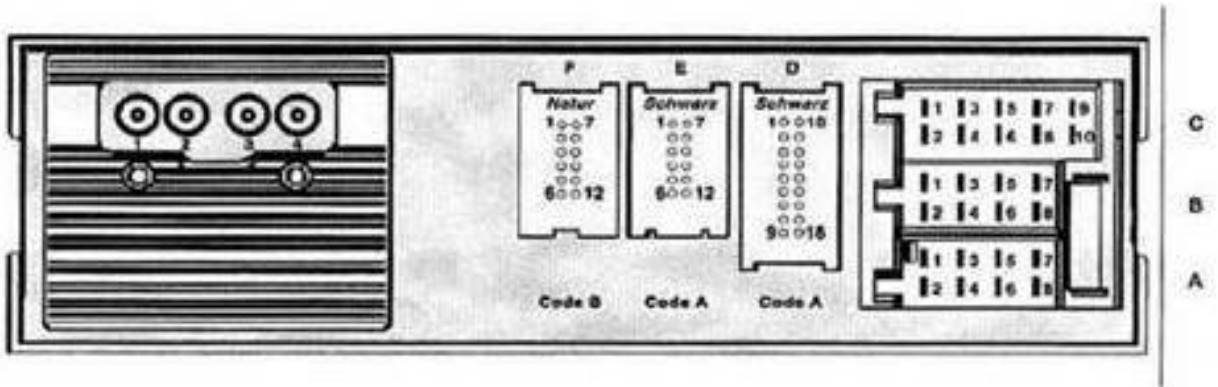 1 2 3 4
F E D
Natur Schwarz Schwarz
1 7 1 7 10 18
6 12 6 12
9 18
Code B Code A Code A
1 3 5 7 9
2 4 6 8 10
C
1 3 5 7
2 4 6 8
B
1 3 5 7
2 4 6 8
A